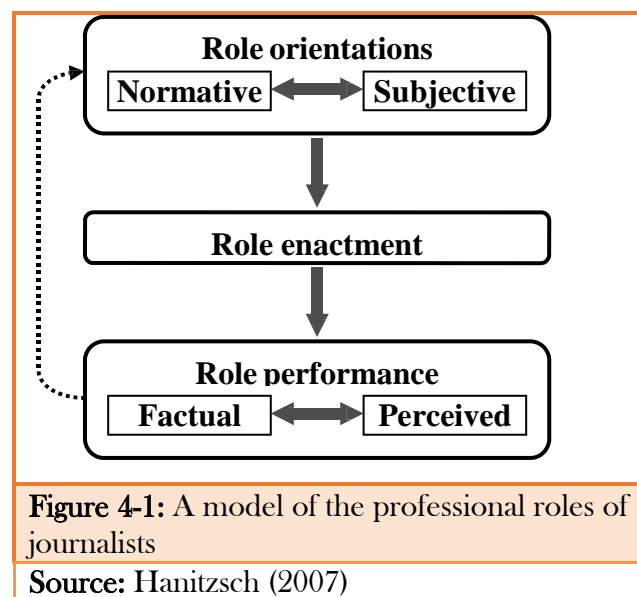 Role orientations
Normative Subjective
Role enactment
Role performance
Factual Perceived
Figure 4-1: A model of the professional roles of
journalists
Source: Hanitzsch (2007)